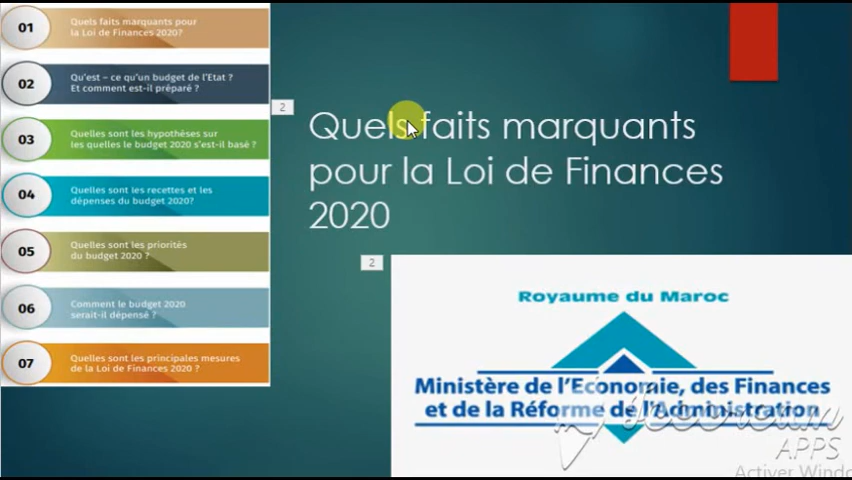 01
Quels faits marquants pour
la Loi de Finances 2020?
02
Qu'est – ce qu'un budget de l'Etat ?
Et comment est-il préparé ?
03
Quelles sont les hypothèses sur
les quelles le budget 2020 s'est-il basé ?
04
Quelles sont les recettes et les
dépenses du budget 2020?
05
Quelles sont les priorités
du budget 2020 ?
06
Comment le budget 2020
serait-il dépensé ?
07
Quelles sont les principales mesures
de la Loi de Finances 2020 ?
2
Quels faits marquants
pour la Loi de Finances
2020
2
Royaume du Maroc
Ministère de l'Economie, des Finances
et de la Réforme de l'Administration
APPS
Activer Windo